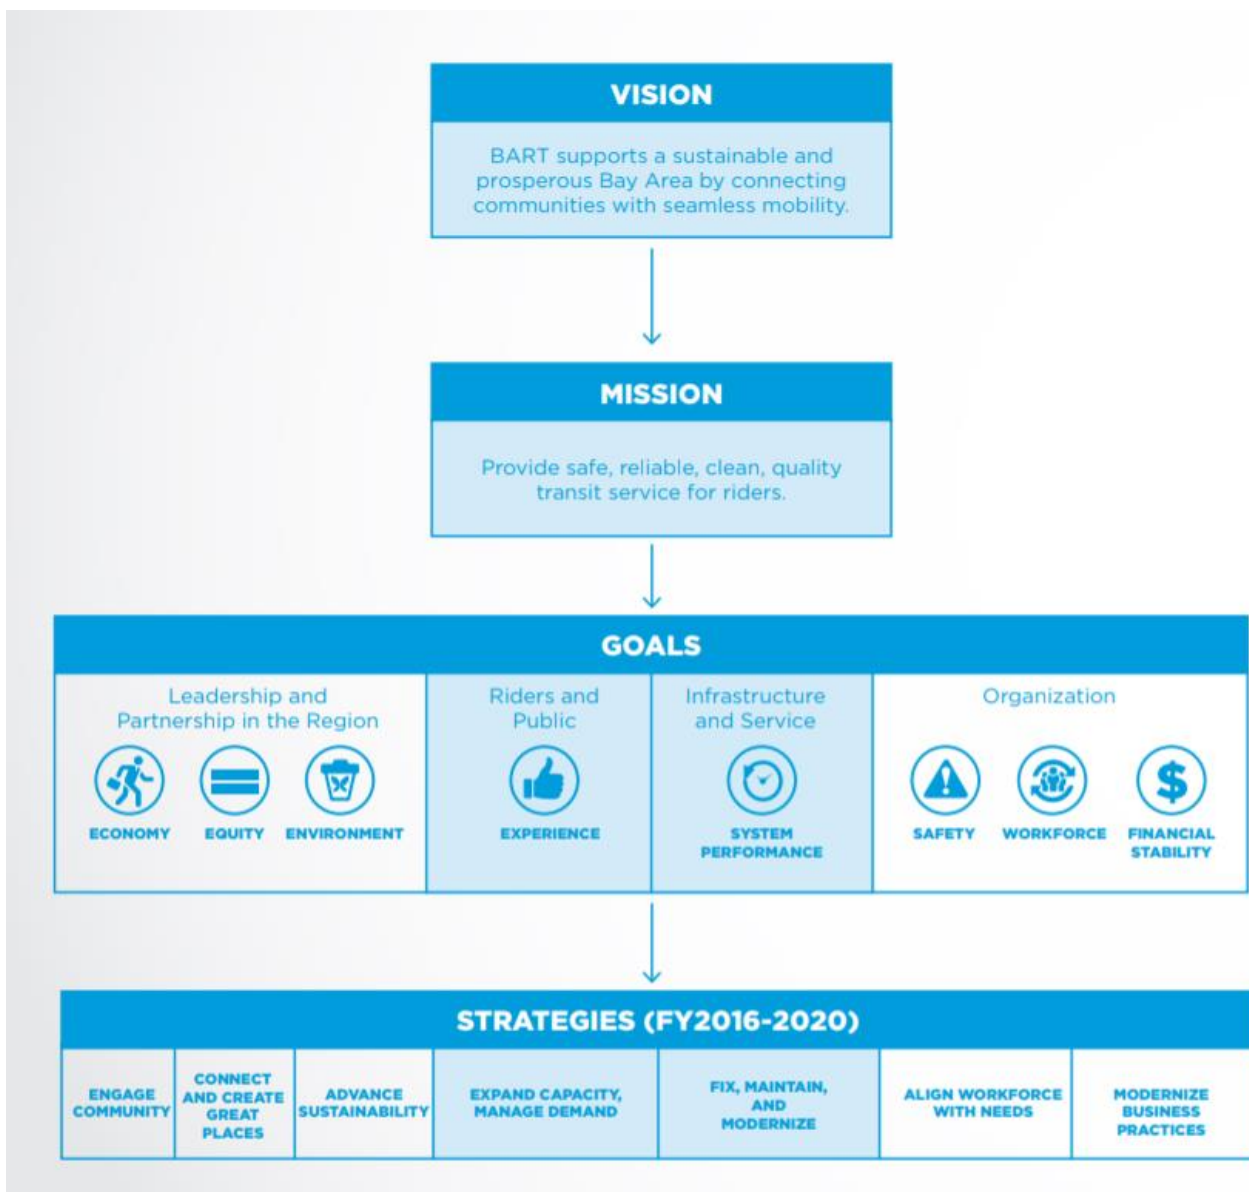 VISION
BART supports a sustainable and
prosperous Bay Area by connecting
communities with seamless mobility.
MISSION
Provide safe, reliable, clean, quality
transit service for riders.
GOALS
Leadership and
Partnership in the Region
ECONOMY
EQUITY
ENVIRONMENT
Riders and
Public
EXPERIENCE
Infrastructure
and Service
SYSTEM
PERFORMANCE
Organization
SAFETY
WORKFORCE
FINANCIAL
STABILITY
STRATEGIES (FY2016-2020)
ENGAGE
COMMUNITY
CONNECT
AND CREATE
GREAT
PLACES
ADVANCE
SUSTAINABILITY
EXPAND CAPACITY,
MANAGE DEMAND
FIX, MAINTAIN,
AND
MODERNIZE
ALIGN WORKFORCE
WITH NEEDS
MODERNIZE
BUSINESS
PRACTICES